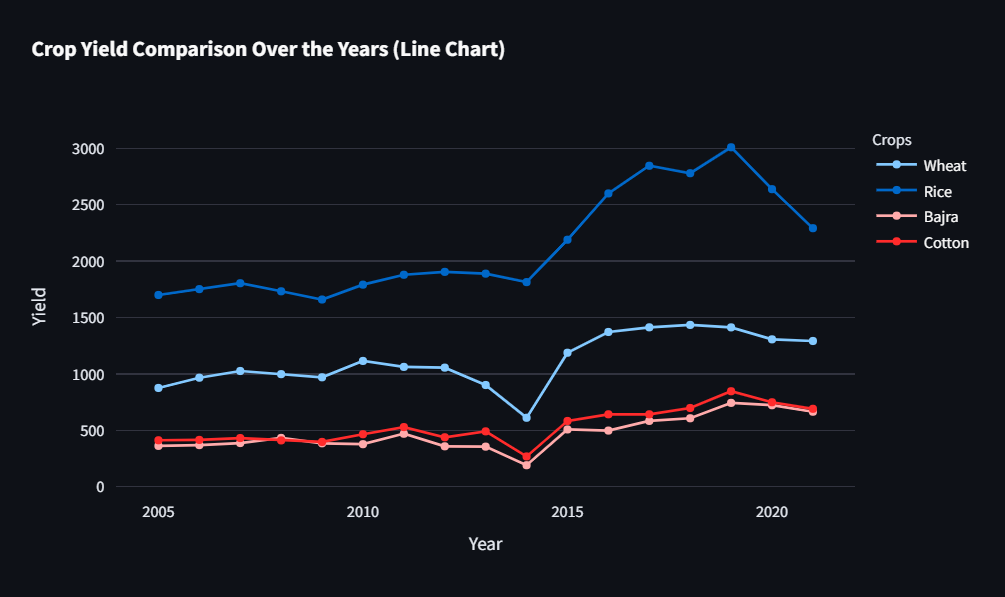 Crop Yield Comparison Over the Years (Line Chart)
Crops
Wheat
Rice
Bajra
Cotton
3000
2500
2000
1500
1000
500
0
Yield
2005 2010 2015 2020
Year